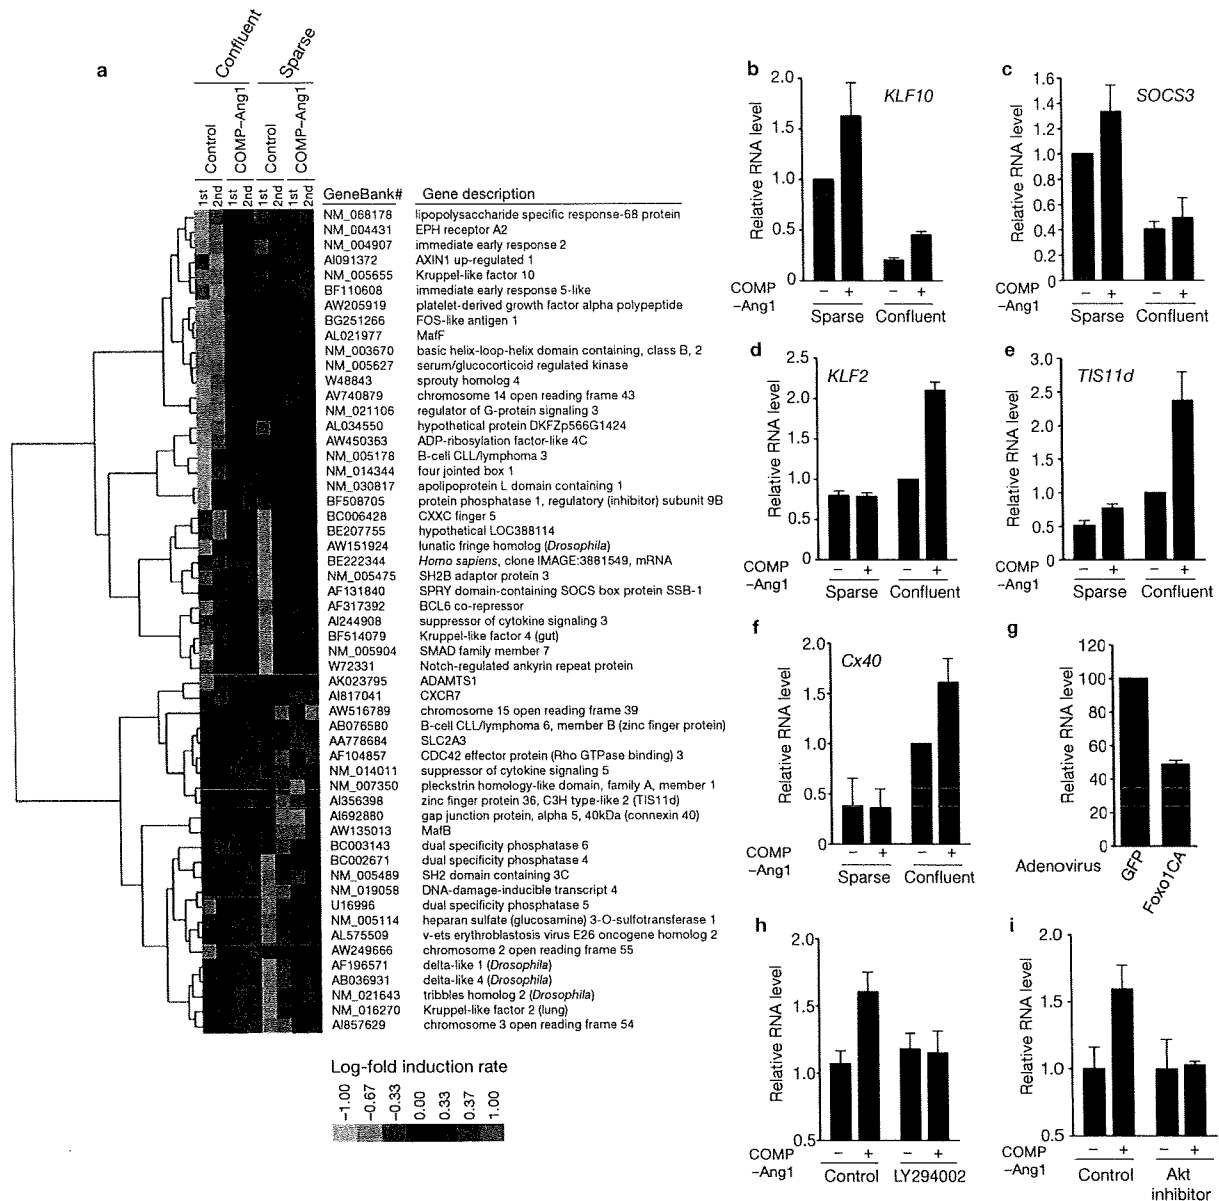 a
Confluent
Sparse
Control
COMP–Ang1
Control
COMP–Ang1
1st
2nd
1st
2nd
1st
2nd
1st
2nd
GeneBank# Gene description
NM_068178 lipopolysaccharide specific response-68 protein
NM_004431 EPH receptor A2
NM_004907 immediate early response 2
AI091372 AXIN1 up-regulated 1
NM_005655 Kruppel-like factor 10
BF110608 immediate early response 5-like
AW205919 platelet-derived growth factor alpha polypeptide
BG251266 FOS-like antigen 1
AL021977 MafF
NM_003670 basic helix-loop-helix domain containing, class B, 2
NM_005627 serum/glucocorticoid regulated kinase
W48843 sprouty homolog 4
AV740879 chromosome 14 open reading frame 43
NM_021106 regulator of G-protein signaling 3
AL034550 hypothetical protein DKFZp566G1424
AW450363 ADP-ribosylation factor-like 4C
NM_005178 B-cell CLL/lymphoma 3
NM_014344 four jointed box 1
NM_030817 apolipoprotein L domain containing 1
BF508705 protein phosphatase 1, regulatory (inhibitor) subunit 9B
BC006428 CXXC finger 5
BE207755 hypothetical LOC388114
AW151924 lunatic fringe homolog (Drosophila)
BE222344 Homo sapiens, clone IMAGE:3881549, mRNA
NM_005475 SH2B adaptor protein 3
AF131840 SPRY domain-containing SOCS box protein SSB-1
AF317392 BCL6 co-repressor
AI244908 suppressor of cytokine signaling 3
BF514079 Kruppel-like factor 4 (gut)
NM_005904 SMAD family member 7
W72331 Notch-regulated ankyrin repeat protein
AK023795 ADAMTS1
AI817041 CXCR7
AW516789 chromosome 15 open reading frame 39
AB076580 B-cell CLL/lymphoma 6, member B (zinc finger protein)
AA778684 SLC2A3
AF104857 CDC42 effector protein (Rho GTPase binding) 3
NM_014011 suppressor of cytokine signaling 5
NM_007350 pleckstrin homology-like domain, family A, member 1
AI356398 zinc finger protein 36, C3H type-like 2 (TIS11d)
AI692880 gap junction protein, alpha 5, 40kDa (connexin 40)
AW135013 MafB
BC003143 dual specificity phosphatase 6
BC002671 dual specificity phosphatase 4
NM_005489 SH2 domain containing 3C
NM_019058 DNA-damage-inducible transcript 4
U16996 dual specificity phosphatase 5
NM_005114 heparan sulfate (glucosamine) 3-O-sulfotransferase 1
AL575509 v-ets erythroblastosis virus E26 oncogene homolog 2
AW249666 chromosome 2 open reading frame 55
AF196571 delta-like 1 (Drosophila)
AB036931 delta-like 4 (Drosophila)
NM_021643 tribbles homolog 2 (Drosophila)
NM_016270 Kruppel-like factor 2 (lung)
AI857629 chromosome 3 open reading frame 54
Log-fold induction rate
–1.00
–0.67
–0.33
0.00
0.33
0.37
1.00
b
KLF10
Relative RNA level
2.0
1.5
1.0
0.5
0
COMP –Ang1 – + – +
Sparse Confluent
c
SOCS3
Relative RNA level
1.6
1.4
1.2
1.0
0.8
0.6
0.4
0.2
0
COMP –Ang1 – + – +
Sparse Confluent
d
KLF2
Relative RNA level
2.5
2.0
1.5
1.0
0.5
0
COMP –Ang1 – + – +
Sparse Confluent
e
TIS11d
Relative RNA level
3.0
2.5
2.0
1.5
1.0
0.5
0
COMP –Ang1 – + – +
Sparse Confluent
f
Cx40
Relative RNA level
2.0
1.5
1.0
0.5
0
COMP –Ang1 – + – +
Sparse Confluent
g
Relative RNA level
120
100
80
60
40
20
0
Adenovirus GFP Foxo1CA
h
Relative RNA level
2.0
1.5
1.0
0.5
COMP –Ang1 – + – +
Control LY294002
i
Relative RNA level
2.0
1.5
1.0
0.5
COMP –Ang1 – + – +
Control Akt inhibitor